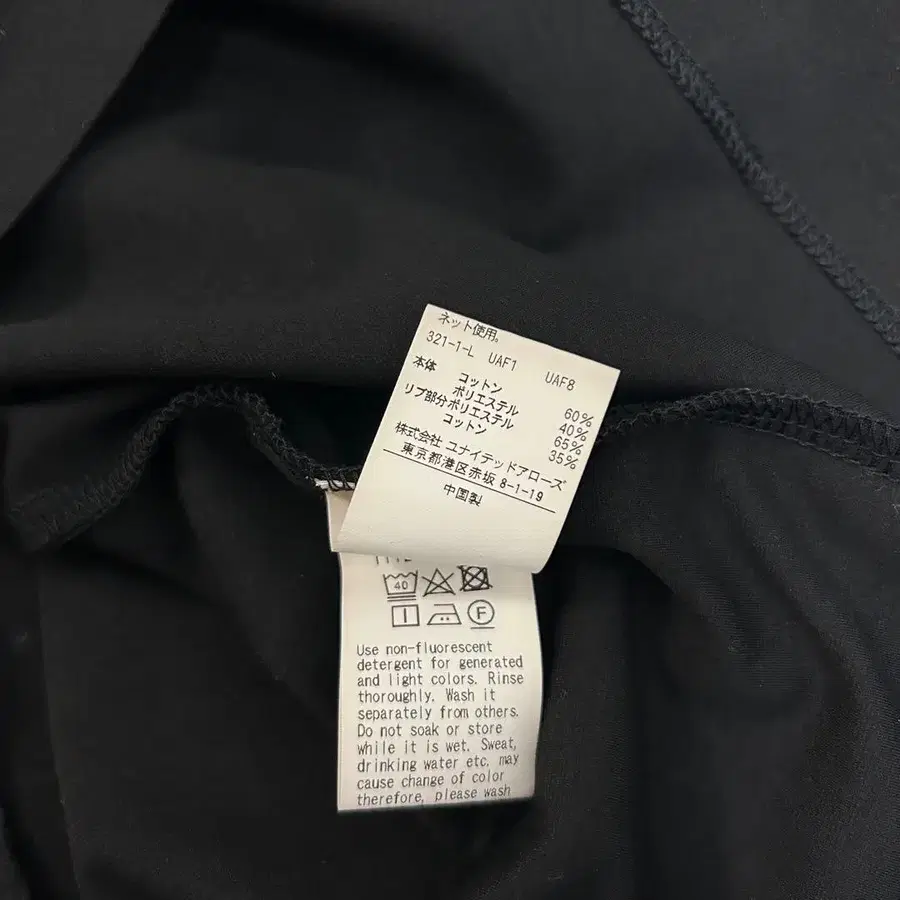 ネット使用。
321-1-L UAF1 UAF8
本体 コットン 60%
ポリエステル 40%
リブ部分ポリエステル 65%
コットン 35%
株式会社 ユナイテッドアローズ
東京都港区赤坂 8-1-19
中国製
40
F
Use non-fluorescent
detergent for generated
and light colors. Rinse
thoroughly. Wash it
separately from others.
Do not soak or store
while it is wet. Sweat,
drinking water etc. may
cause change of color
therefore, please wash